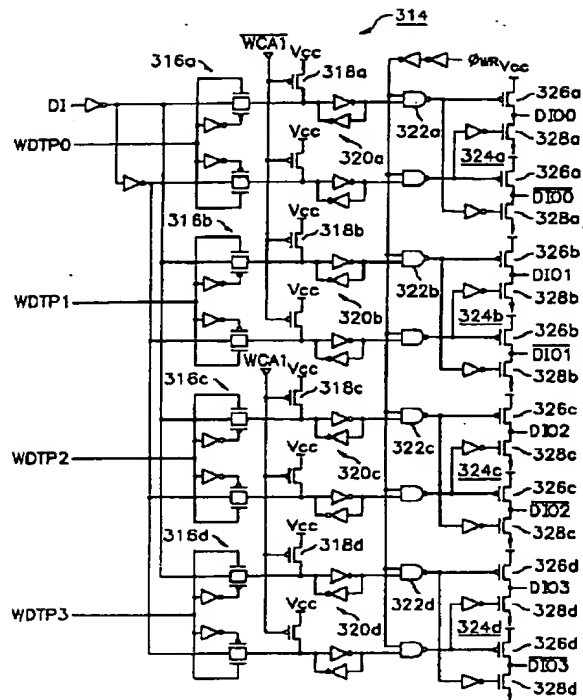 314
WCA1
316a
Vcc
318a
φWR
Vcc
326a
DI
DIO0
322a
328a
WDTP0
Vcc
320a
324a
326a
DIO0
316b
Vcc
318b
328a
326b
DIO1
322b
328b
WDTP1
Vcc
320b
324b
326b
WCA1
DIO1
316c
Vcc
318c
328b
326c
DIO2
322c
328c
WDTP2
Vcc
320c
324c
326c
DIO2
316d
Vcc
318d
328c
326d
DIO3
322d
328d
WDTP3
Vcc
320d
324d
326d
DIO3
328d